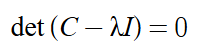 det (C − λI) = 0